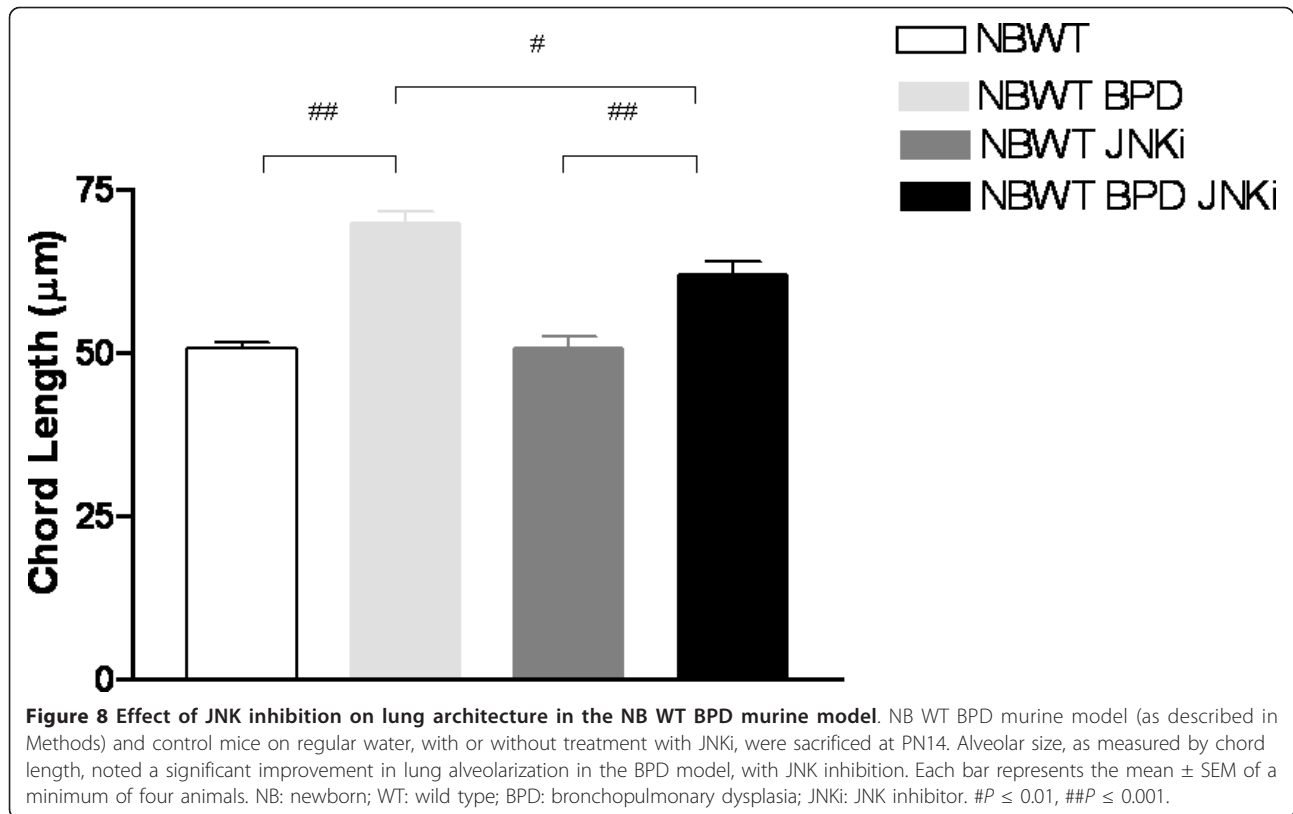 #
##
##
NBWT
NBWT BPD
NBWT JNKi
NBWT BPD JNKi
75
50
25
0
Chord Length (μm)
Figure 8 Effect of JNK inhibition on lung architecture in the NB WT BPD murine model. NB WT BPD murine model (as described in
Methods) and control mice on regular water, with or without treatment with JNKi, were sacrificed at PN14. Alveolar size, as measured by chord
length, noted a significant improvement in lung alveolarization in the BPD model, with JNK inhibition. Each bar represents the mean ± SEM of a
minimum of four animals. NB: newborn; WT: wild type; BPD: bronchopulmonary dysplasia; JNKi: JNK inhibitor. #P ≤ 0.01, ##P ≤ 0.001.